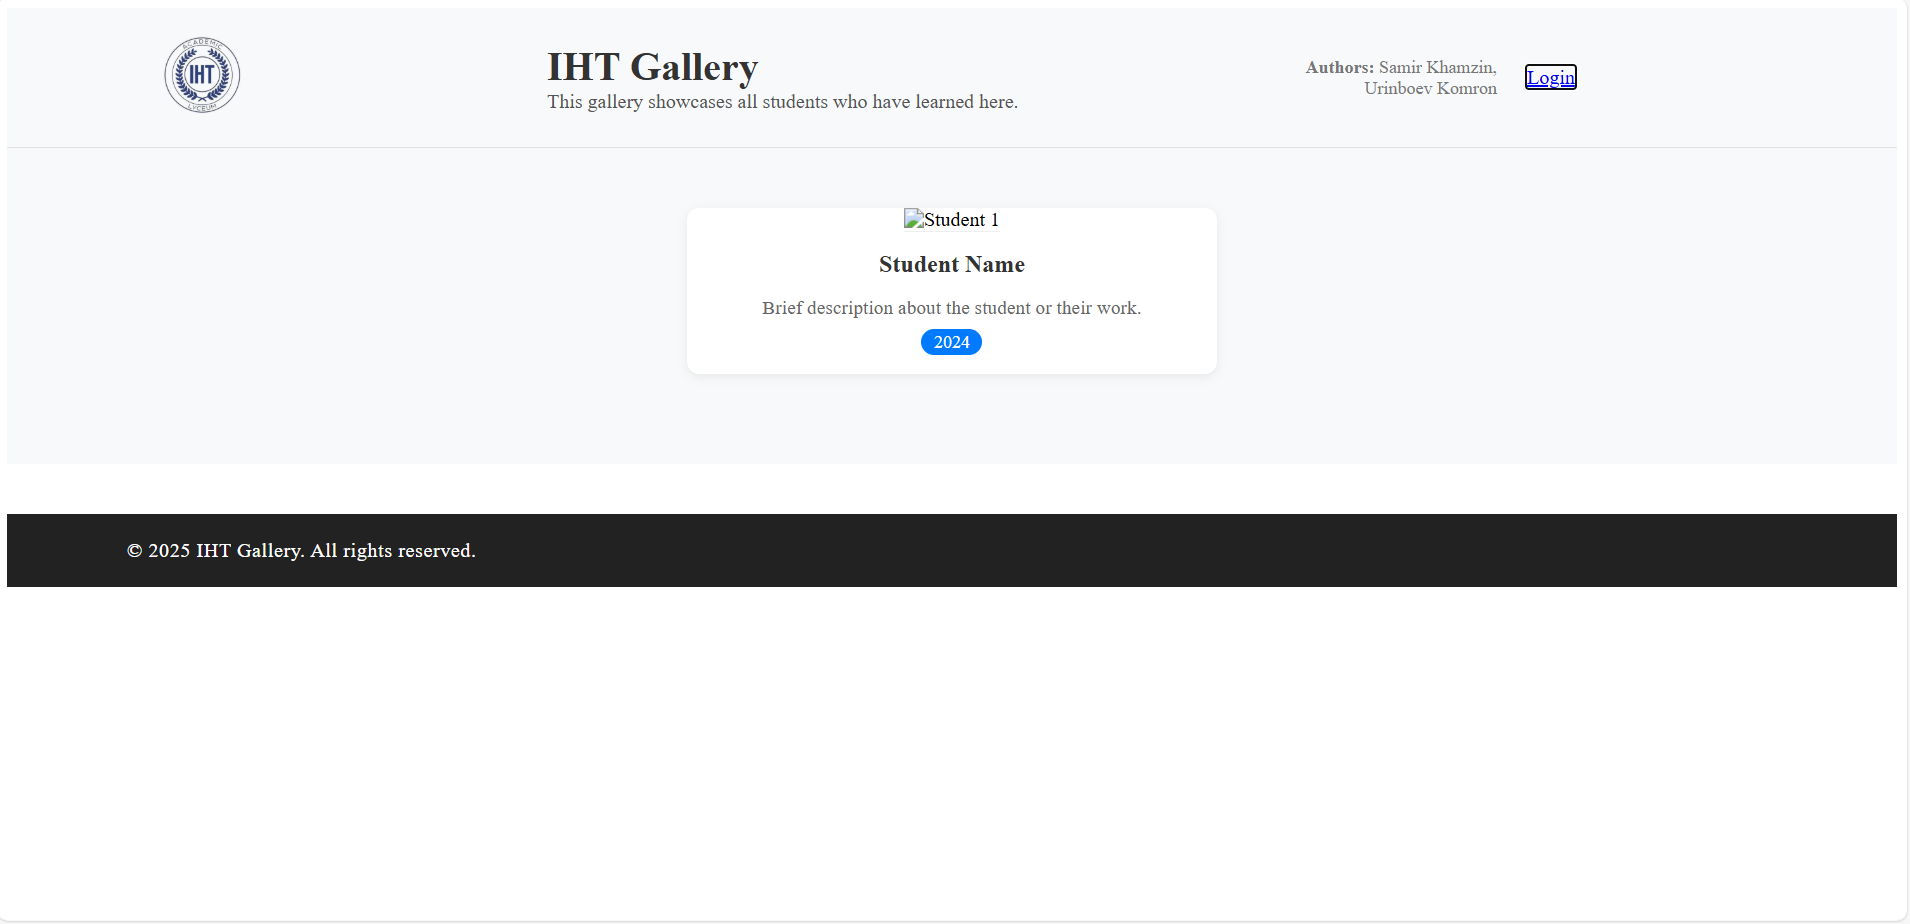 ACADEMIC
IHT
LYCEUM
IHT Gallery
This gallery showcases all students who have learned here.
Authors: Samir Khamzin,
Urinboev Komron
Login
Student 1
Student Name
Brief description about the student or their work.
2024
© 2025 IHT Gallery. All rights reserved.